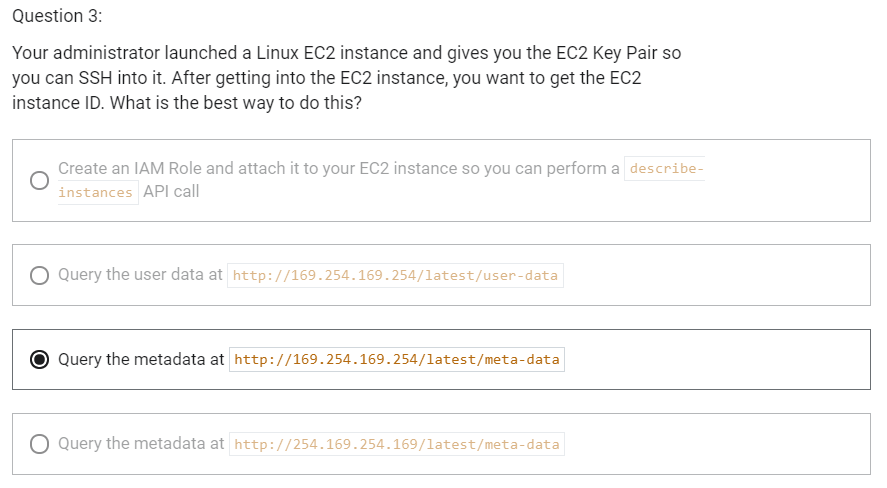 Question 3:
Your administrator launched a Linux EC2 instance and gives you the EC2 Key Pair so
you can SSH into it. After getting into the EC2 instance, you want to get the EC2
instance ID. What is the best way to do this?
Create an IAM Role and attach it to your EC2 instance so you can perform a describe-
instances API call
Query the user data at http://169.254.169.254/latest/user-data
Query the metadata at http://169.254.169.254/latest/meta-data
Query the metadata at http://254.169.254.169/latest/meta-data